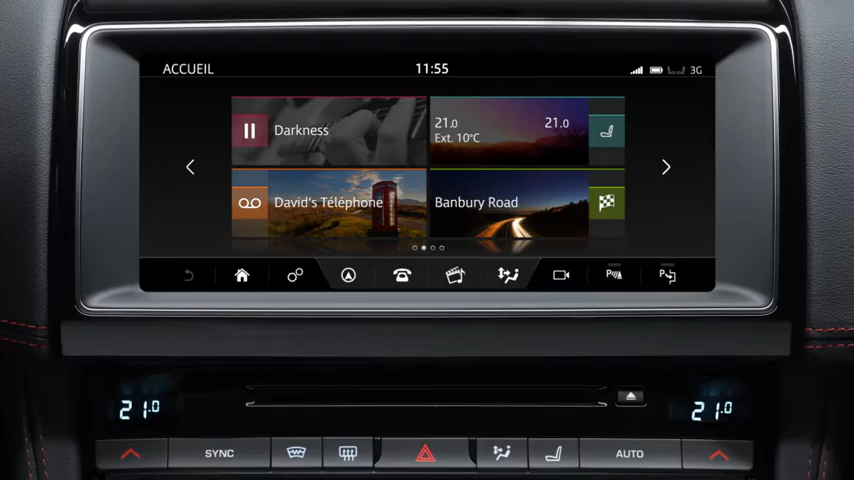 ACCUEIL
11:55
3G
Darkness
21.0
21.0
Ext. 10°C
David's Téléphone
Banbury Road
P
P
21.0
21.0
SYNC
AUTO